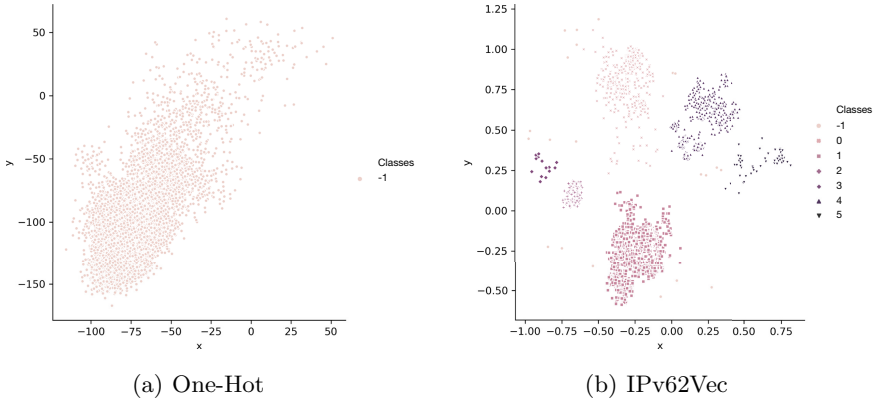 50
0
−50
−100
−150
y
−100 −75 −50 −25 0 25 50
x
Classes
-1
(a) One-Hot
1.25
1.00
0.75
0.50
0.25
0.00
−0.25
−0.50
y
−1.00 −0.75 −0.50 −0.25 0.00 0.25 0.50 0.75
x
Classes
-1
0
1
2
3
4
5
(b) IPv62Vec